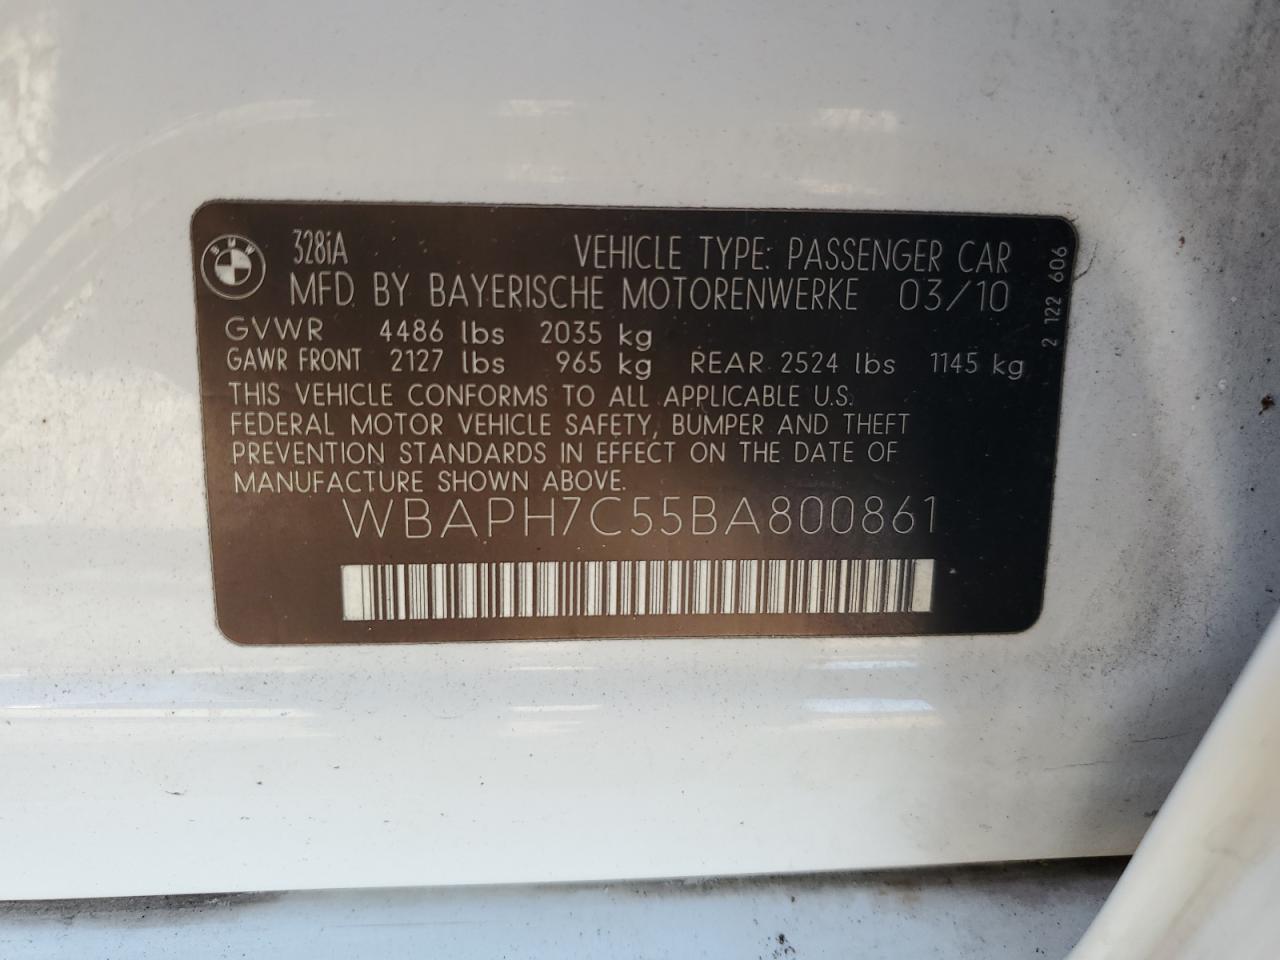 BMW
328iA VEHICLE TYPE: PASSENGER CAR
MFD. BY BAYERISCHE MOTORENWERKE 03/10
GVWR 4486 lbs 2035 kg
GAWR FRONT 2127 lbs 965 kg REAR 2524 lbs 1145 kg
THIS VEHICLE CONFORMS TO ALL APPLICABLE U.S.
FEDERAL MOTOR VEHICLE SAFETY, BUMPER AND THEFT
PREVENTION STANDARDS IN EFFECT ON THE DATE OF
MANUFACTURE SHOWN ABOVE.
WBAPH7C55BA800861
2 122 606